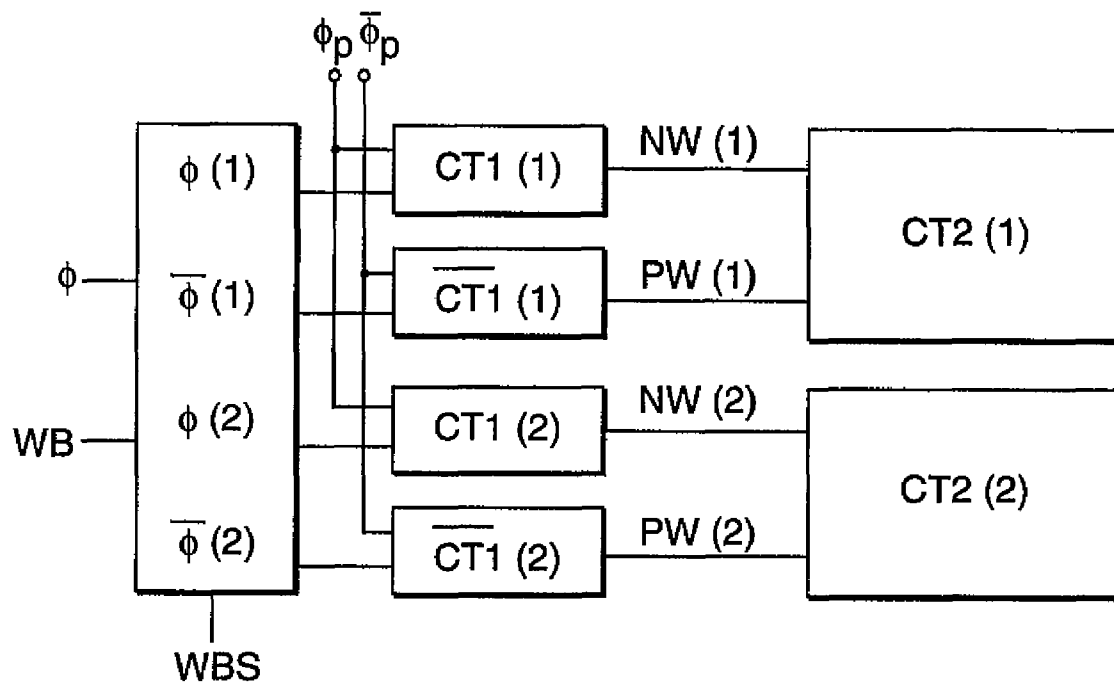 ϕp ϕ̅p
ϕ (1)
CT1 (1)
NW (1)
CT2 (1)
ϕ
ϕ̅ (1)
C̅T̅1̅ (1)
PW (1)
ϕ (2)
CT1 (2)
NW (2)
WB
CT2 (2)
ϕ̅ (2)
C̅T̅1̅ (2)
PW (2)
WBS